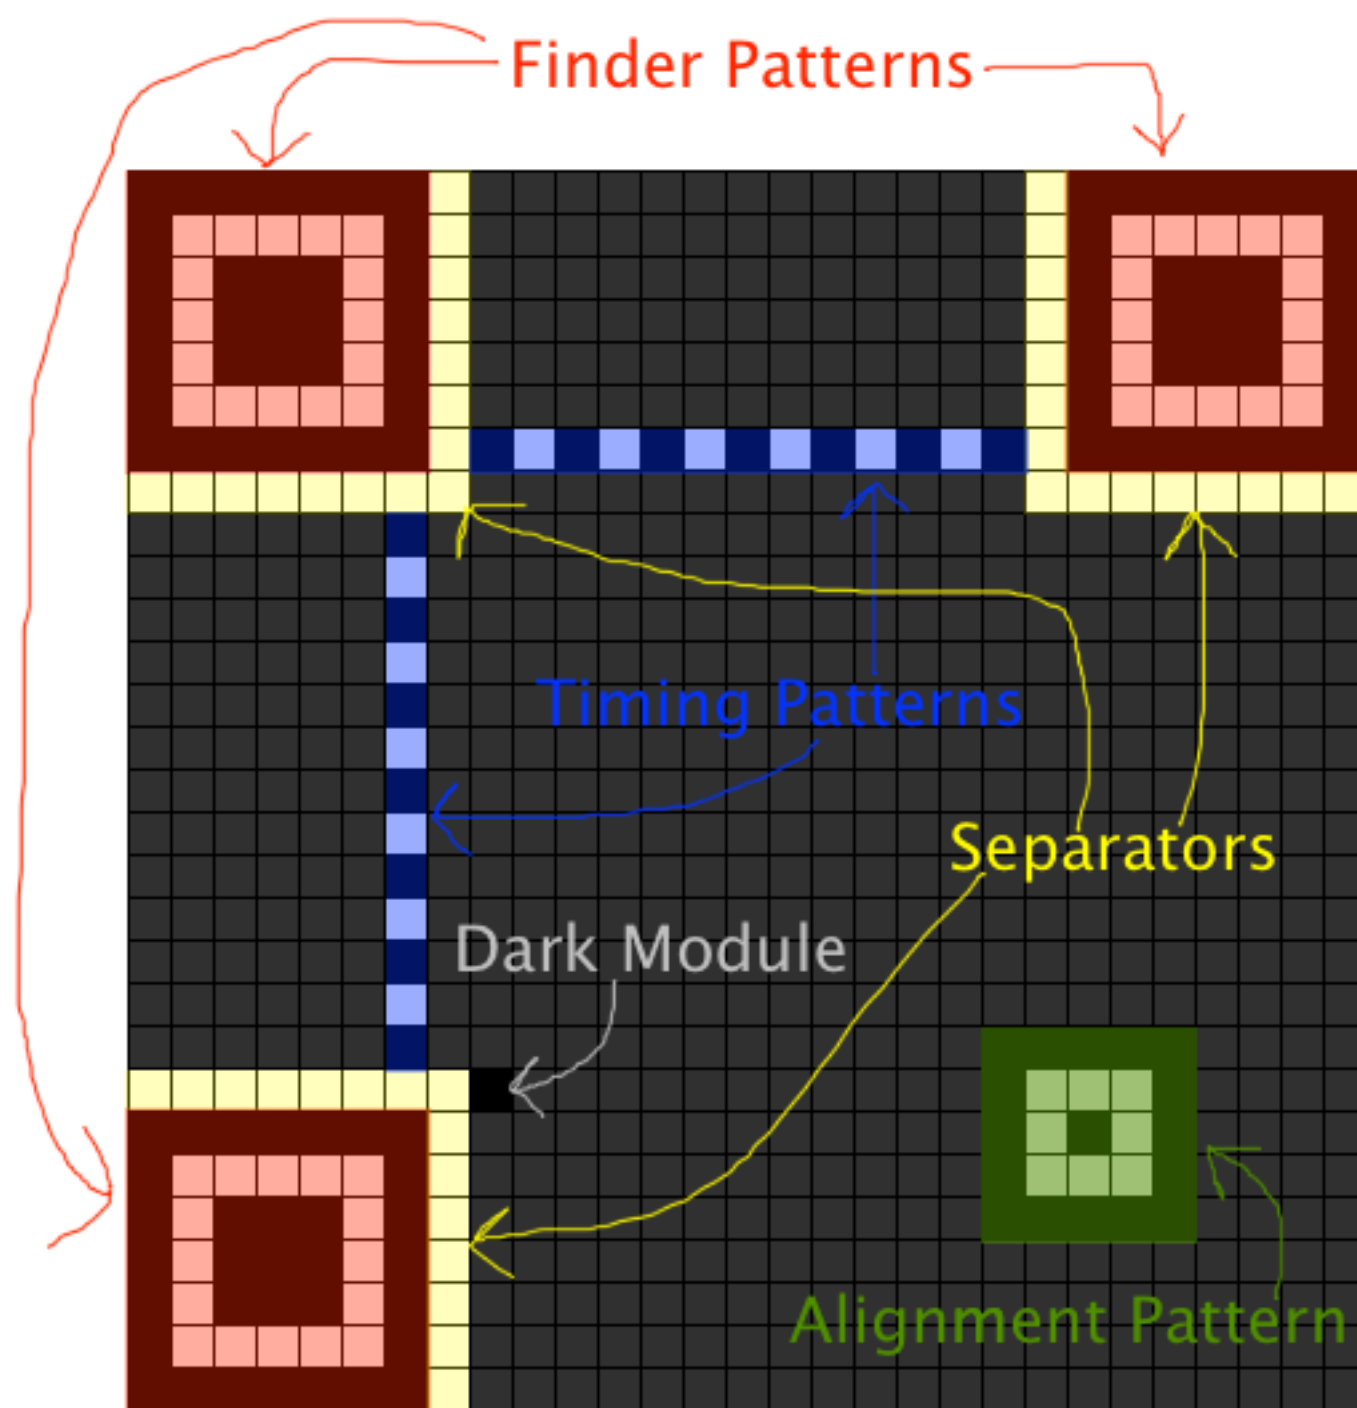 Finder Patterns
Timing Patterns
Separators
Dark Module
Alignment Pattern